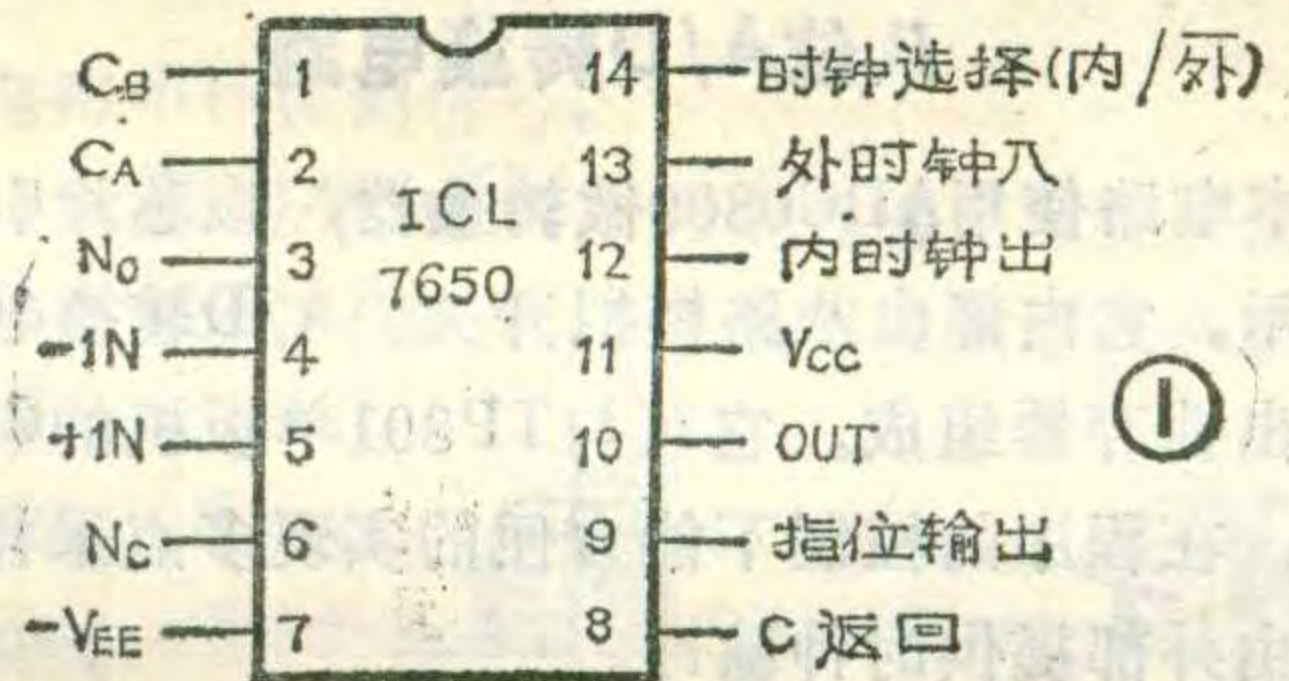 CB 1 14 时钟选择(内/外)
CA 2 13 外时钟入
ICL
NO 3 12 内时钟出
7650
-1N 4 11 VCC
+1N 5 10 OUT
①
NC 6 9 指位输出
-VEE 7 8 C返回